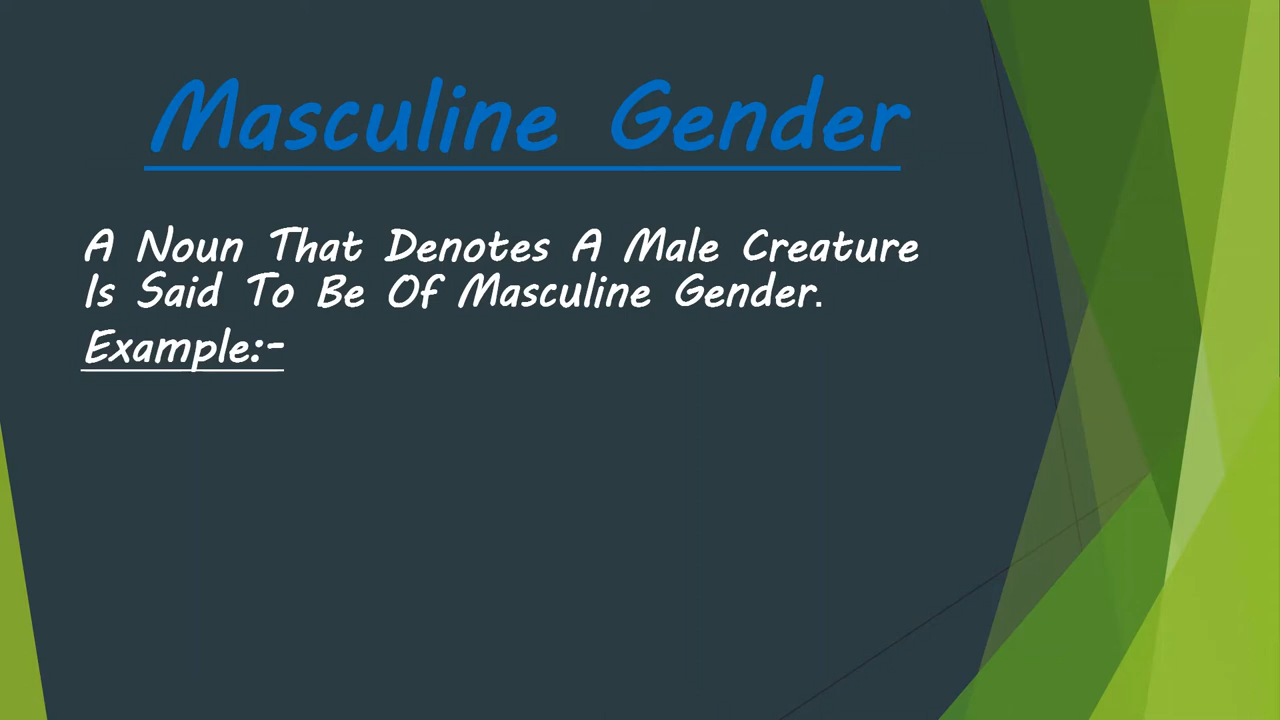 Masculine Gender
A Noun That Denotes A Male Creature
Is Said To Be Of Masculine Gender.
Example:-